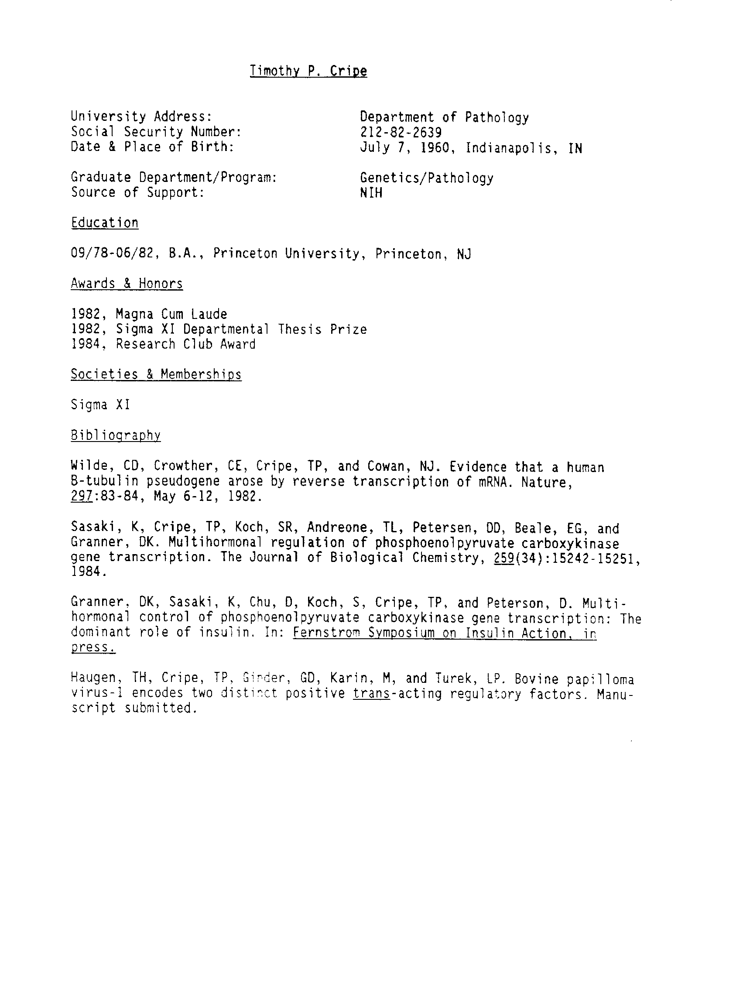 Timothy P. Cripe
University Address: Department of Pathology
Social Security Number: 212-82-2639
Date & Place of Birth: July 7, 1960, Indianapolis, IN
Graduate Department/Program: Genetics/Pathology
Source of Support: NIH
Education
09/78-06/82, B.A., Princeton University, Princeton, NJ
Awards & Honors
1982, Magna Cum Laude
1982, Sigma XI Departmental Thesis Prize
1984, Research Club Award
Societies & Memberships
Sigma XI
Bibliography
Wilde, CD, Crowther, CE, Cripe, TP, and Cowan, NJ. Evidence that a human
B-tubulin pseudogene arose by reverse transcription of mRNA. Nature,
297:83-84, May 6-12, 1982.
Sasaki, K, Cripe, TP, Koch, SR, Andreone, TL, Petersen, DD, Beale, EG, and
Granner, DK. Multihormonal regulation of phosphoenolpyruvate carboxykinase
gene transcription. The Journal of Biological Chemistry, 259(34):15242-15251,
1984.
Granner, DK, Sasaki, K, Chu, D, Koch, S, Cripe, TP, and Peterson, D. Multi-
hormonal control of phosphoenolpyruvate carboxykinase gene transcription: The
dominant role of insulin. In: Fernstrom Symposium on Insulin Action, in
press.
Haugen, TH, Cripe, TP, Ginder, GD, Karin, M, and Turek, LP. Bovine papilloma
virus-1 encodes two distinct positive trans-acting regulatory factors. Manu-
script submitted.